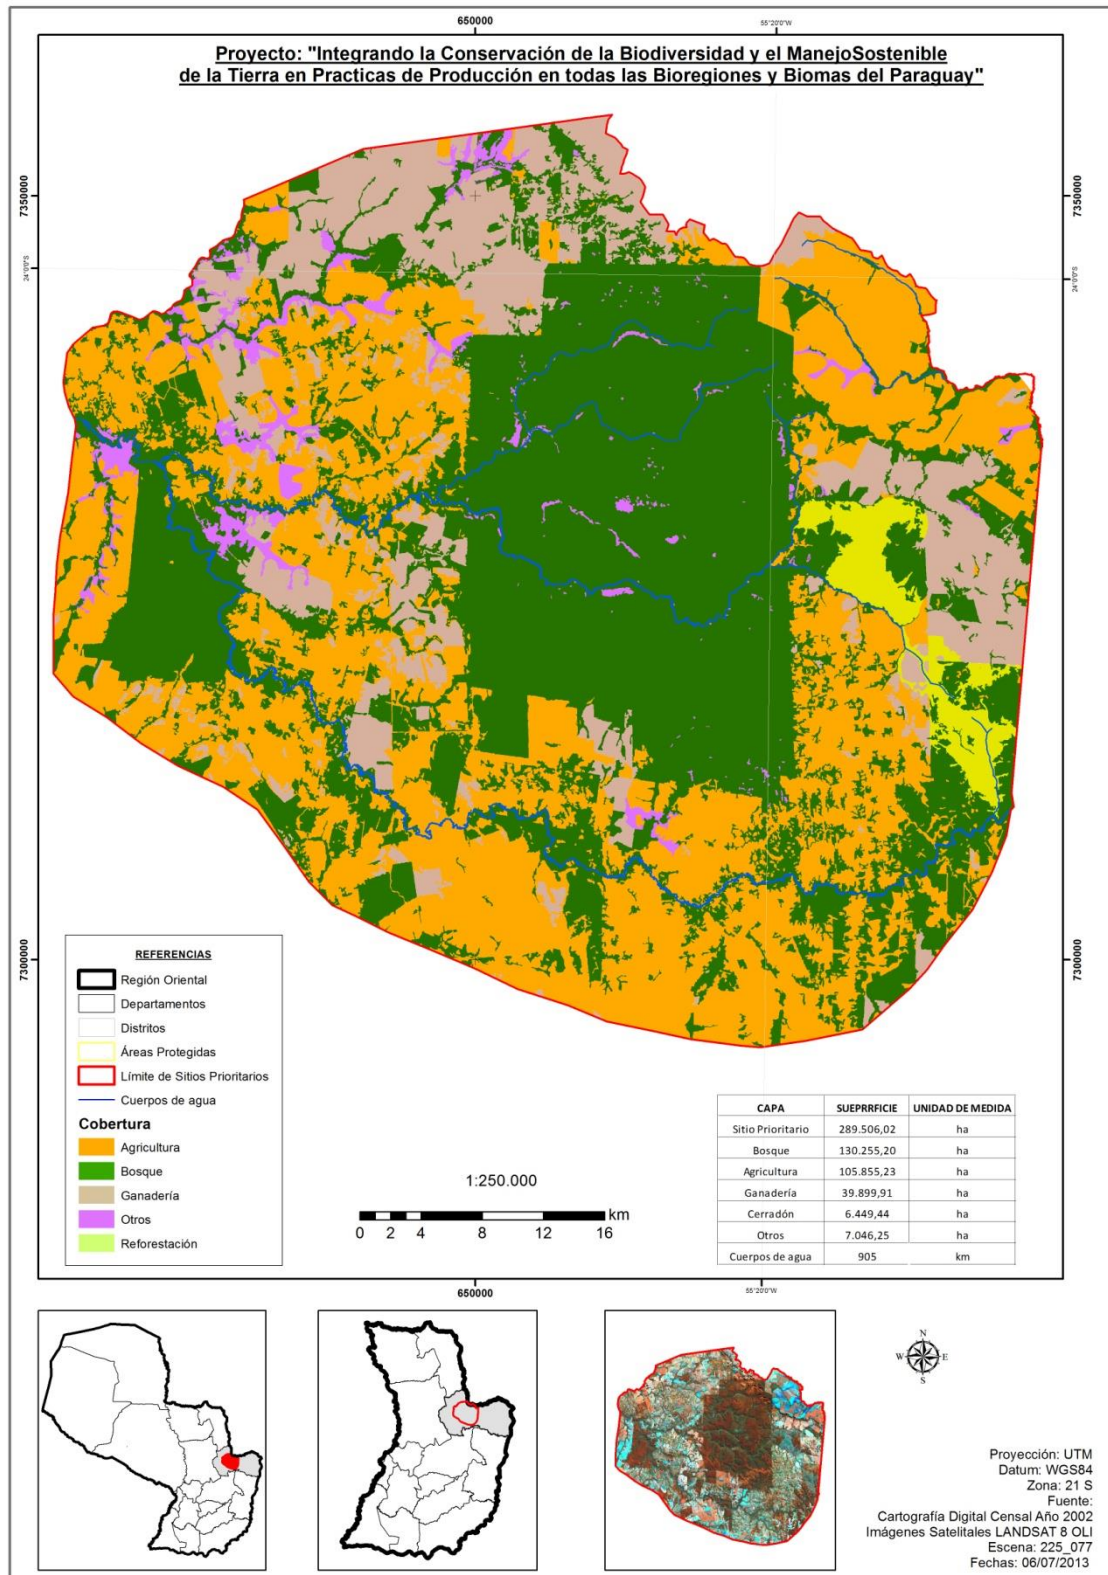 650000
55°20'0"W
Proyecto: "Integrando la Conservación de la Biodiversidad y el ManejoSostenible
de la Tierra en Practicas de Producción en todas las Bioregiones y Biomas del Paraguay"
7350000
7350000
24°0'0"S
24°0'0"S
7300000
7300000
REFERENCIAS
Región Oriental
Departamentos
Distritos
Áreas Protegidas
Límite de Sitios Prioritarios
Cuerpos de agua
Cobertura
Agricultura
Bosque
Ganadería
Otros
Reforestación
1:250.000
km
0 2 4 8 12 16
CAPA SUEPRRFICIE UNIDAD DE MEDIDA
Sitio Prioritario 289.506,02 ha
Bosque 130.255,20 ha
Agricultura 105.855,23 ha
Ganadería 39.899,91 ha
Cerradón 6.449,44 ha
Otros 7.046,25 ha
Cuerpos de agua 905 km
650000
55°20'0"W
N
W E
S
Proyección: UTM
Datum: WGS84
Zona: 21 S
Fuente:
Cartografía Digital Censal Año 2002
Imágenes Satelitales LANDSAT 8 OLI
Escena: 225_077
Fechas: 06/07/2013